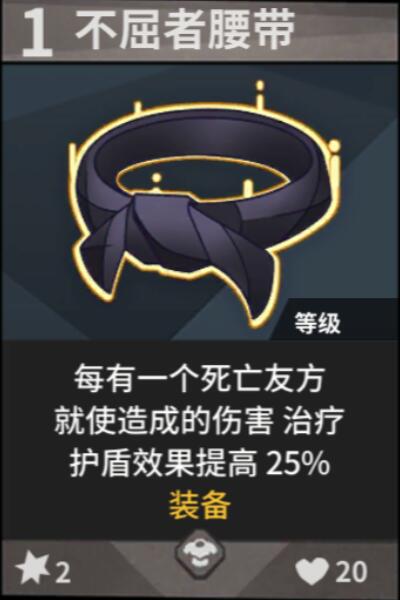 1 不屈者腰带
等级
每有一个死亡友方
就使造成的伤害 治疗
护盾效果提高 25%
装备
2 20